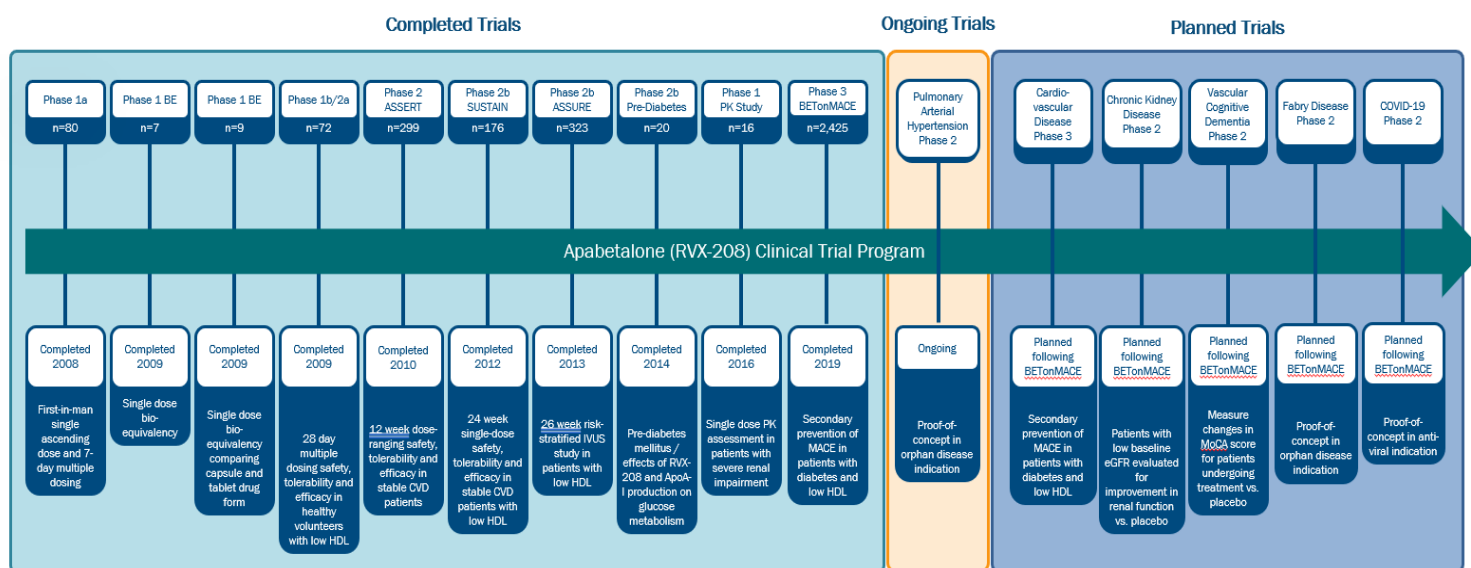 Completed Trials
Ongoing Trials
Planned Trials
Phase 1a
n=80
Phase 1 BE
n=7
Phase 1 BE
n=9
Phase 1b/2a
n=72
Phase 2
ASSERT
n=299
Phase 2b
SUSTAIN
n=176
Phase 2b
ASSURE
n=323
Phase 2b
Pre-Diabetes
n=20
Phase 1
PK Study
n=16
Phase 3
BETonMACE
n=2,425
Pulmonary
Arterial
Hypertension
Phase 2
Cardio-
vascular
Disease
Phase 3
Chronic Kidney
Disease
Phase 2
Vascular
Cognitive
Dementia
Phase 2
Fabry Disease
Phase 2
COVID-19
Phase 2
Apabetalone (RVX-208) Clinical Trial Program
Completed
2008
First-in-man
single
ascending
dose and 7-
day multiple
dosing
Completed
2009
Single dose
bio-
equivalency
Completed
2009
Single dose
bio-
equivalency
comparing
capsule and
tablet drug
form
Completed
2009
28 day
multiple
dosing safety,
tolerability and
efficacy in
healthy
volunteers
with low HDL
Completed
2010
12 week dose-
ranging safety,
tolerability and
efficacy in
stable CVD
patients
Completed
2012
24 week
single-dose
safety,
tolerability and
efficacy in
stable CVD
patients with
low HDL
Completed
2013
26 week risk-
stratified IVUS
study in
patients with
low HDL
Completed
2014
Pre-diabetes
mellitus /
effects of RVX-
208 and ApoA-
I production on
glucose
metabolism
Completed
2016
Single dose PK
assessment in
patients with
severe renal
impairment
Completed
2019
Secondary
prevention of
MACE in
patients with
diabetes and
low HDL
Ongoing
Proof-of-
concept in
orphan disease
indication
Planned
following
BETonMACE
Secondary
prevention of
MACE in
patients with
diabetes and
low HDL
Planned
following
BETonMACE
Patients with
low baseline
eGFR evaluated
for
improvement in
renal function
vs. placebo
Planned
following
BETonMACE
Measure
changes in
MoCA score
for patients
undergoing
treatment vs.
placebo
Planned
following
BETonMACE
Proof-of-
concept in
orphan disease
indication
Planned
following
BETonMACE
Proof-of-
concept in anti-
viral indication